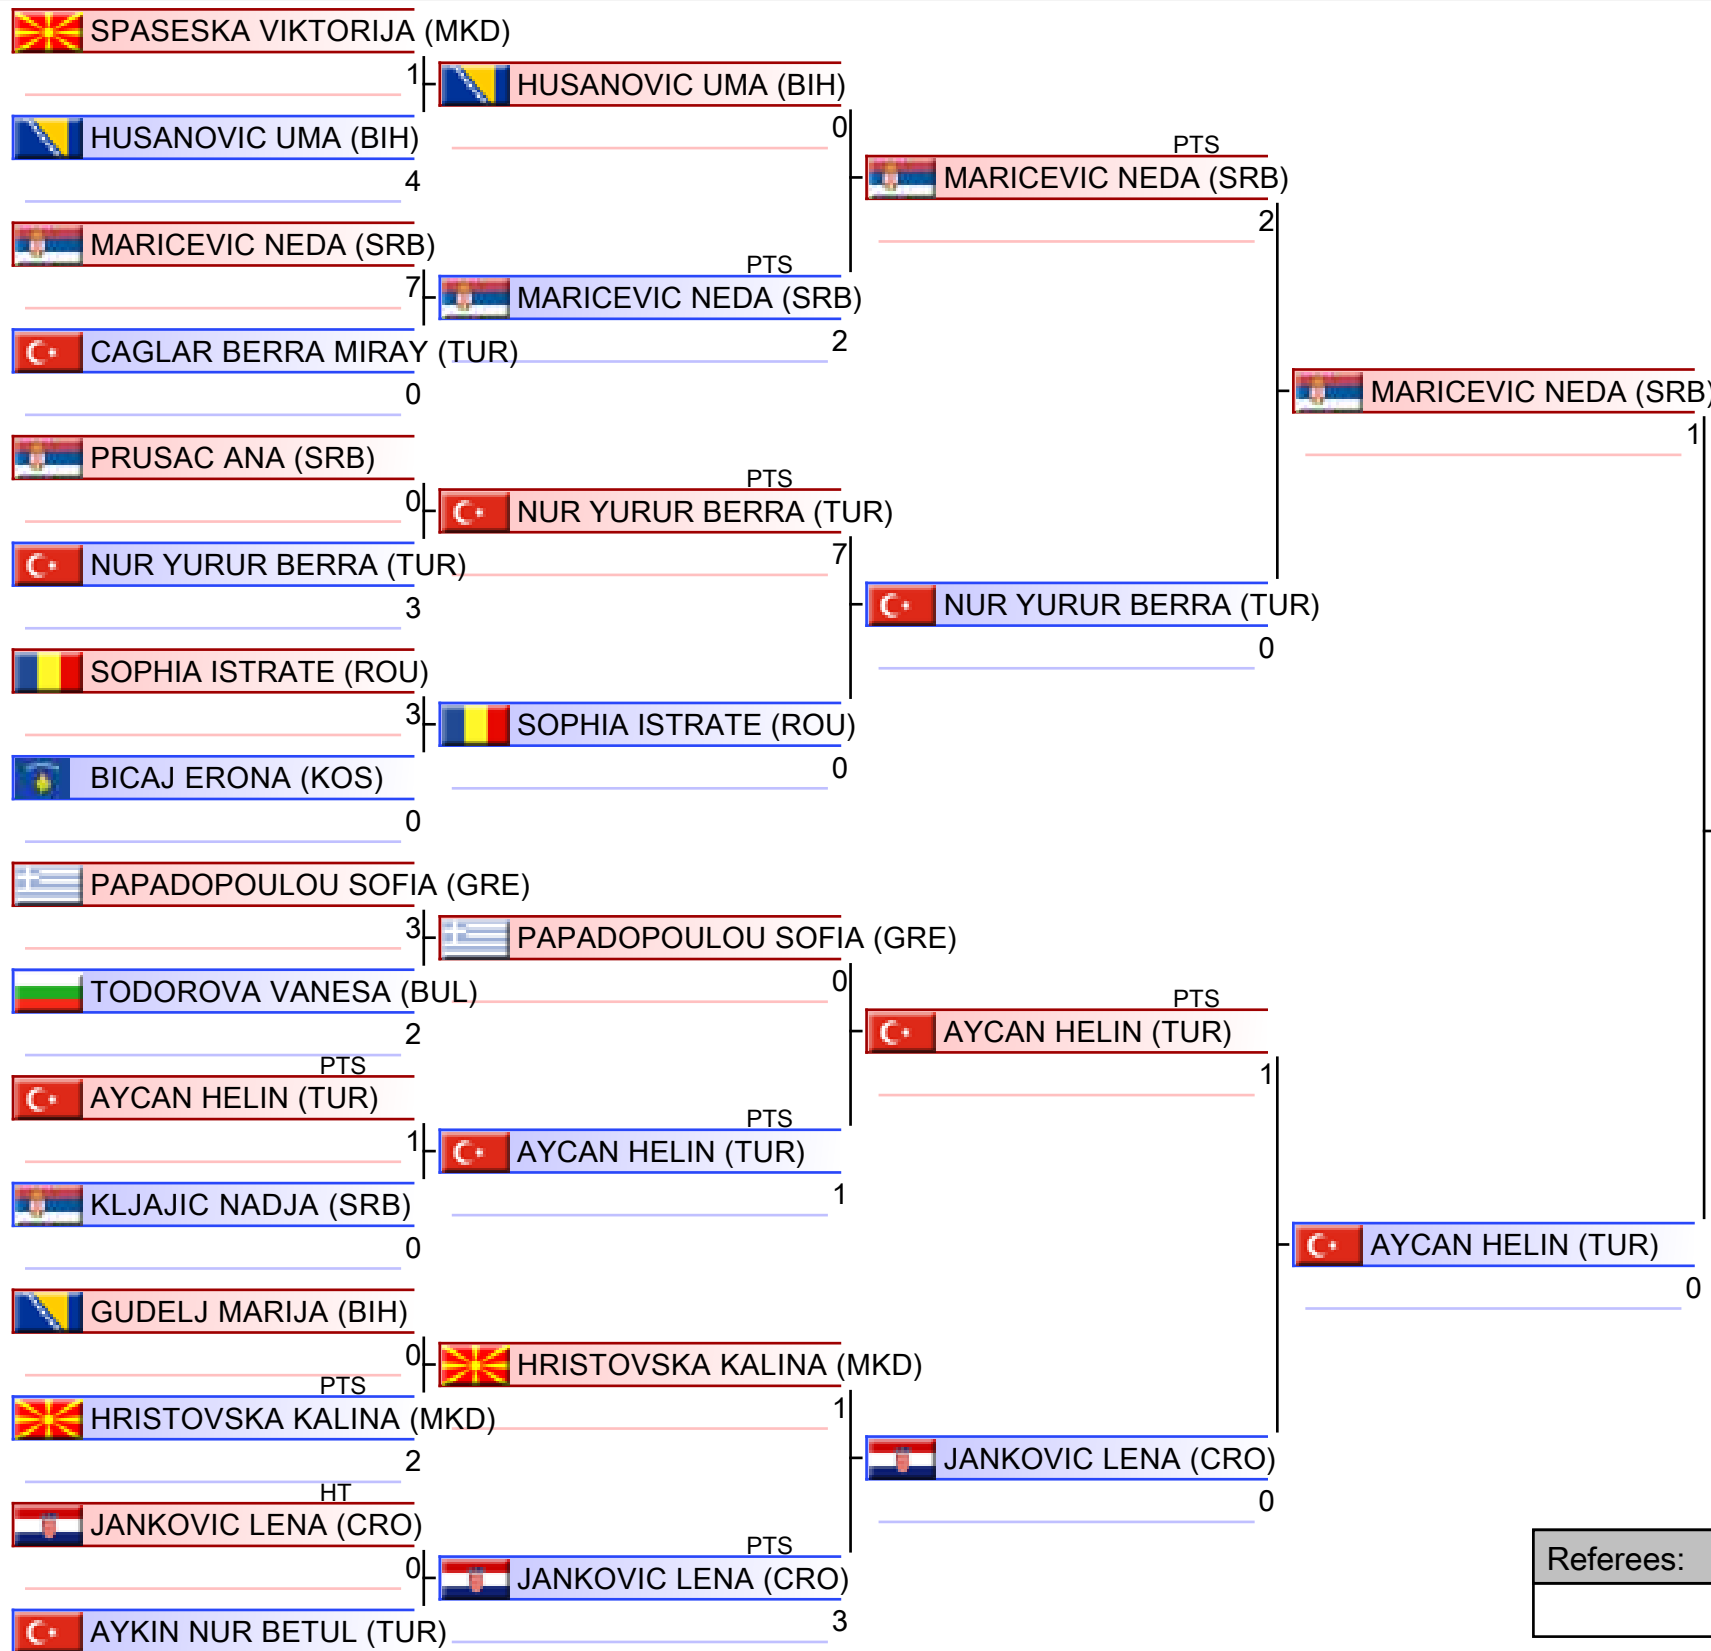 SPASESKA VIKTORIJA (MKD)
1
HUSANOVIC UMA (BIH)
HUSANOVIC UMA (BIH)
0
4
PTS
MARICEVIC NEDA (SRB)
2
MARICEVIC NEDA (SRB)
7
PTS
MARICEVIC NEDA (SRB)
2
CAGLAR BERRA MIRAY (TUR)
0
MARICEVIC NEDA (SRB)
1
PRUSAC ANA (SRB)
0
PTS
NUR YURUR BERRA (TUR)
7
NUR YURUR BERRA (TUR)
3
NUR YURUR BERRA (TUR)
0
SOPHIA ISTRATE (ROU)
3
SOPHIA ISTRATE (ROU)
0
BICAJ ERONA (KOS)
0
PAPADOPOULOU SOFIA (GRE)
3
PAPADOPOULOU SOFIA (GRE)
0
TODOROVA VANESA (BUL)
2
PTS
AYCAN HELIN (TUR)
1
PTS
AYCAN HELIN (TUR)
1
PTS
AYCAN HELIN (TUR)
1
KLJAJIC NADJA (SRB)
0
AYCAN HELIN (TUR)
0
GUDELJ MARIJA (BIH)
0
HRISTOVSKA KALINA (MKD)
1
PTS
HRISTOVSKA KALINA (MKD)
2
JANKOVIC LENA (CRO)
0
HT
JANKOVIC LENA (CRO)
0
PTS
JANKOVIC LENA (CRO)
3
AYKIN NUR BETUL (TUR)
Referees: